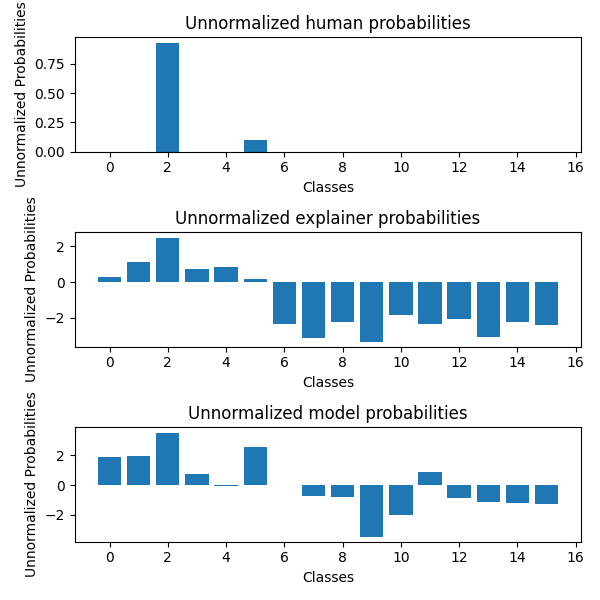 Unnormalized human probabilities
Unnormalized Probabilities
0.75
0.50
0.25
0.00
0 2 4 6 8 10 12 14 16
Classes
Unnormalized explainer probabilities
Unnormalized Probabilities
2
0
−2
0 2 4 6 8 10 12 14 16
Classes
Unnormalized model probabilities
Unnormalized Probabilities
2
0
−2
0 2 4 6 8 10 12 14 16
Classes